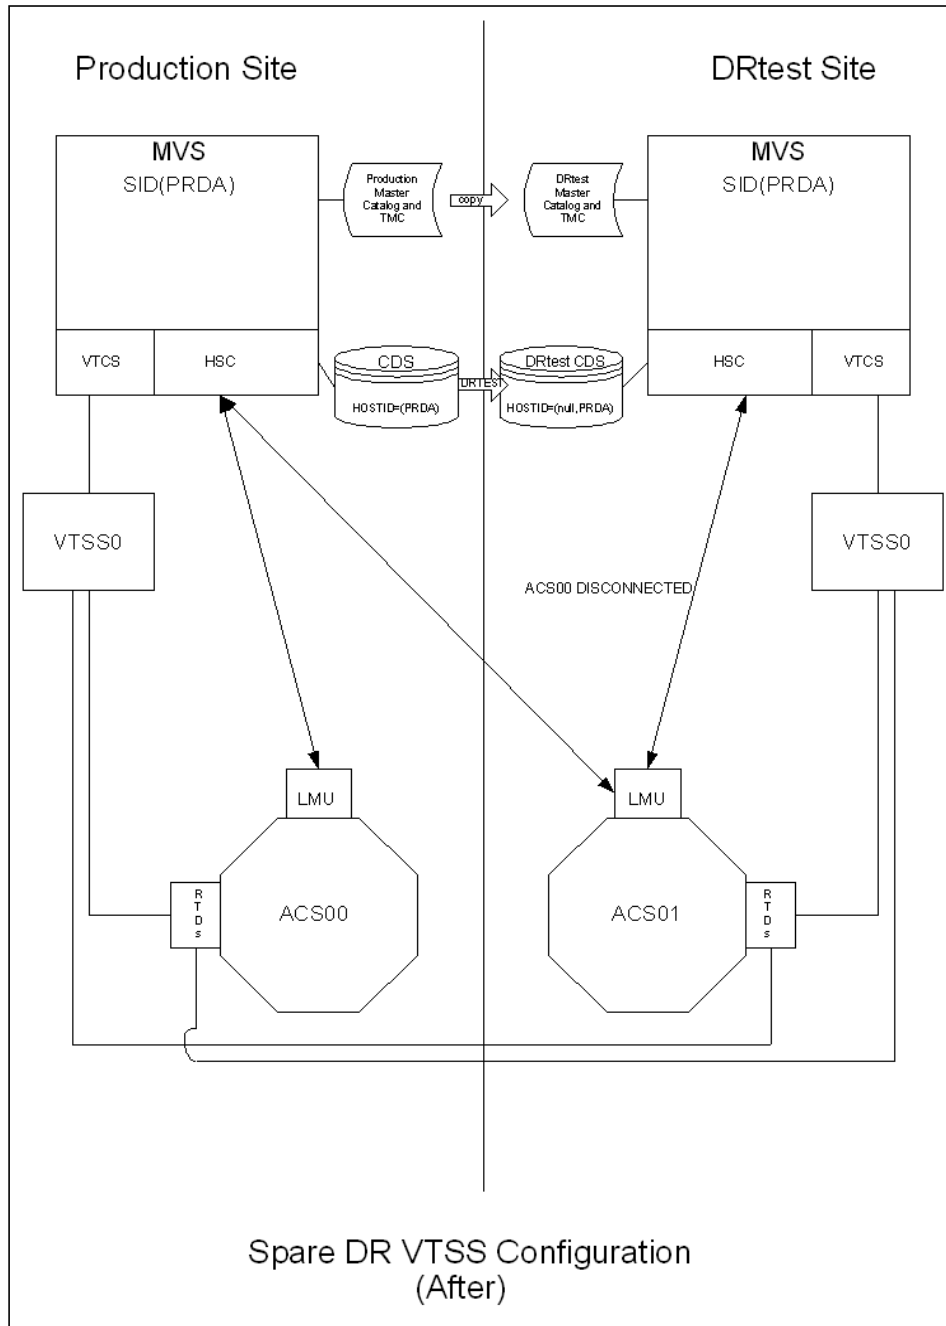 Production Site
DRtest Site
MVS
SID(PRDA)
Production
Master
Catalog and
TMC
copy
DRtest
Master
Catalog and
TMC
MVS
SID(PRDA)
VTCS
HSC
CDS
HOSTID=(PRDA)
DRTEST
DRtest CDS
HOSTID=(null,PRDA)
HSC
VTCS
VTSS0
VTSS0
ACS00 DISCONNECTED
LMU
LMU
R
T
D
s
ACS00
ACS01
R
T
D
s
Spare DR VTSS Configuration
(After)